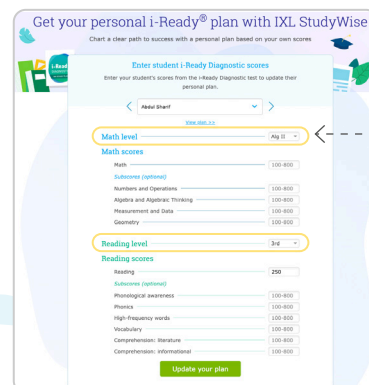 Get your personal i-Ready® plan with IXL StudyWise
Chart a clear path to success with a personal plan based on your own scores
i-Ready
Enter student i-Ready Diagnostic scores
Enter your student's scores from the i-Ready Diagnostic test to update their
personal plan.
Abdul Sharif
View plan >>
Math level Alg II
Math scores
Math 100-800
Subscores (optional)
Numbers and Operations 100-800
Algebra and Algebraic Thinking 100-800
Measurement and Data 100-800
Geometry 100-800
Reading level 3rd
Reading scores
Reading 250
Subscores (optional)
Phonological awareness 100-800
Phonics 100-800
High-frequency words 100-800
Vocabulary 100-800
Comprehension: literature 100-800
Comprehension: informational 100-800
Update your plan